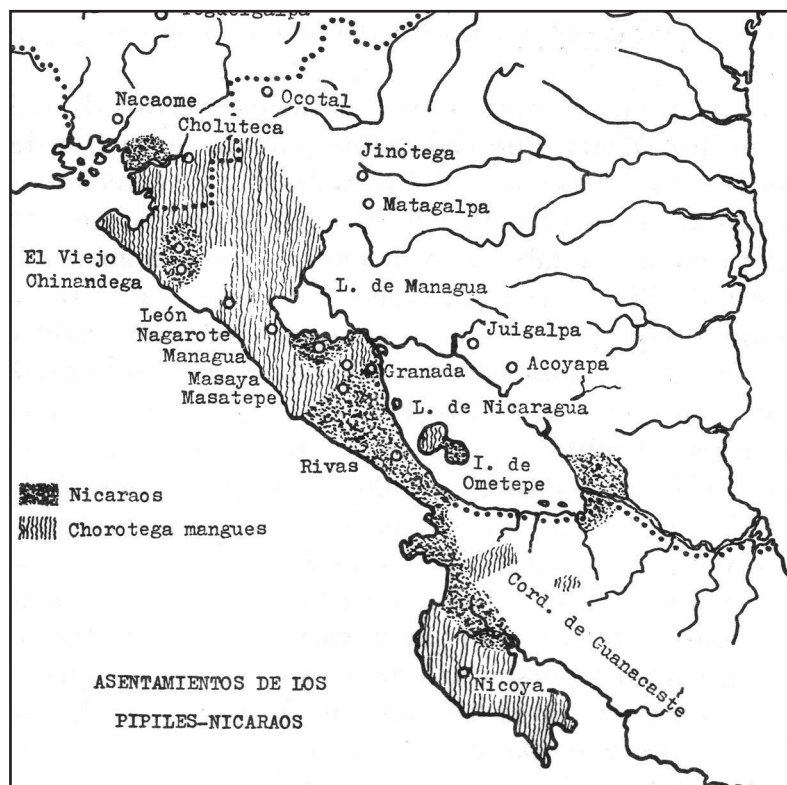 Tegucigalpa
Nacaome
Ocotal
Choluteca
Jinotega
Matagalpa
El Viejo
Chinandega
L. de Managua
León
Nagarote
Managua
Masaya
Masatepe
Juigalpa
Granada
Acoyapa
L. de Nicaragua
Rivas
I. de
Ometepe
Nicaraos
Chorotega mangues
Cord. de Guanacaste
Nicoya
ASENTAMIENTOS DE LOS
PIPILES-NICARAOS